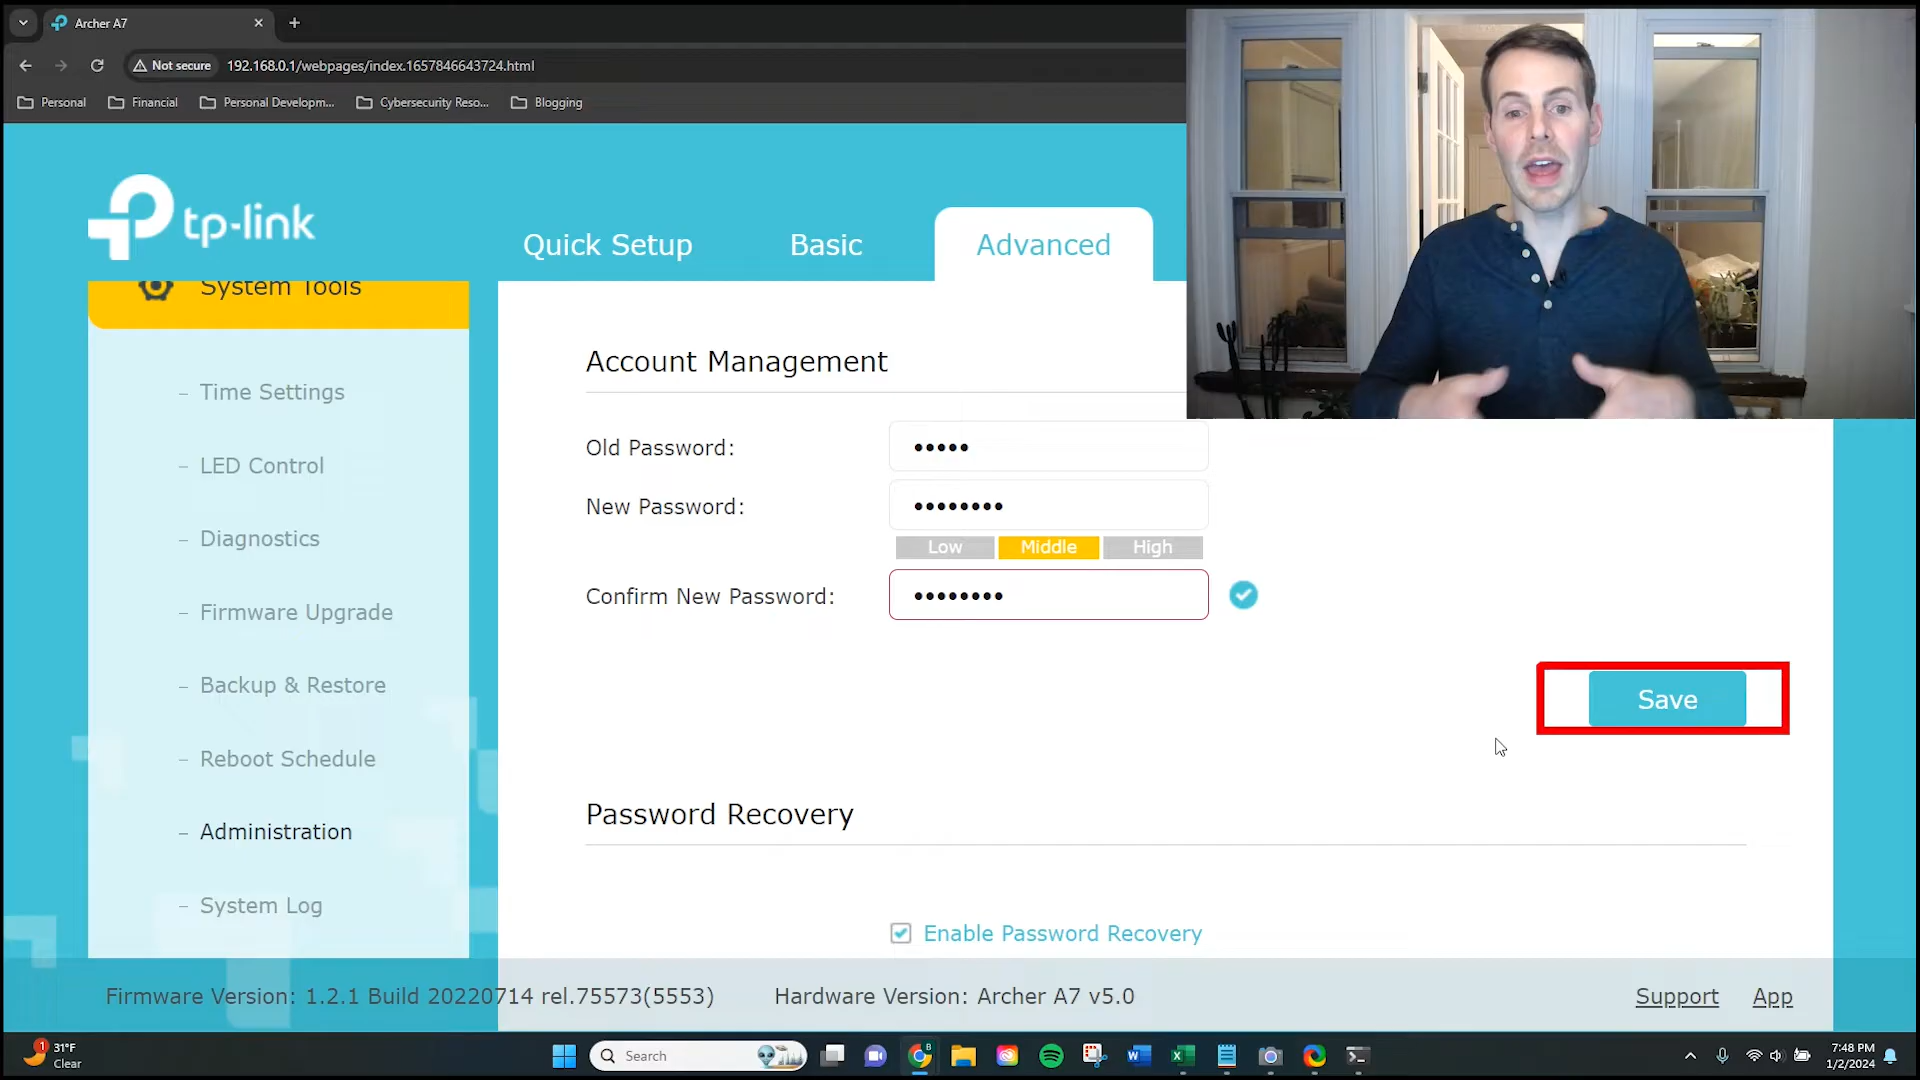 Archer A7
Not secure
192.168.0.1/webpages/index.1657846643724.html
Personal
Financial
Personal Developm...
Cybersecurity Reso...
Blogging
tp-link
Quick Setup
Basic
Advanced
System Tools
– Time Settings
– LED Control
– Diagnostics
– Firmware Upgrade
– Backup & Restore
– Reboot Schedule
– Administration
– System Log
Account Management
Old Password:
New Password:
Low
Middle
High
Confirm New Password:
Save
Password Recovery
Enable Password Recovery
Firmware Version: 1.2.1 Build 20220714 rel.75573(5553)
Hardware Version: Archer A7 v5.0
Support
App
1
31°F
Clear
Search
B
7:48 PM
1/2/2024